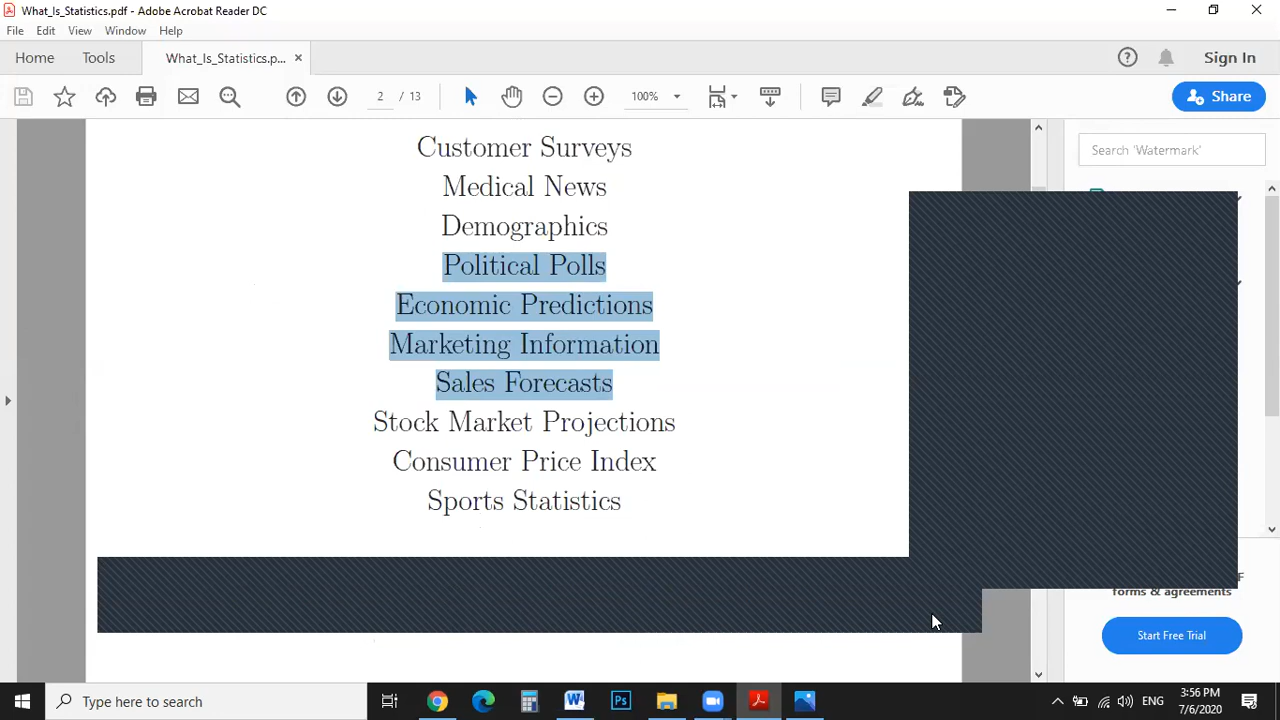 What_Is_Statistics.pdf - Adobe Acrobat Reader DC
File Edit View Window Help
Home Tools What_Is_Statistics.p... × Sign In
2 / 13 100% Share
Search 'Watermark'
Customer Surveys
Medical News
Demographics
Political Polls
Economic Predictions
Marketing Information
Sales Forecasts
Stock Market Projections
Consumer Price Index
Sports Statistics
forms & agreements
Start Free Trial
Type here to search
ENG
3:56 PM
7/6/2020